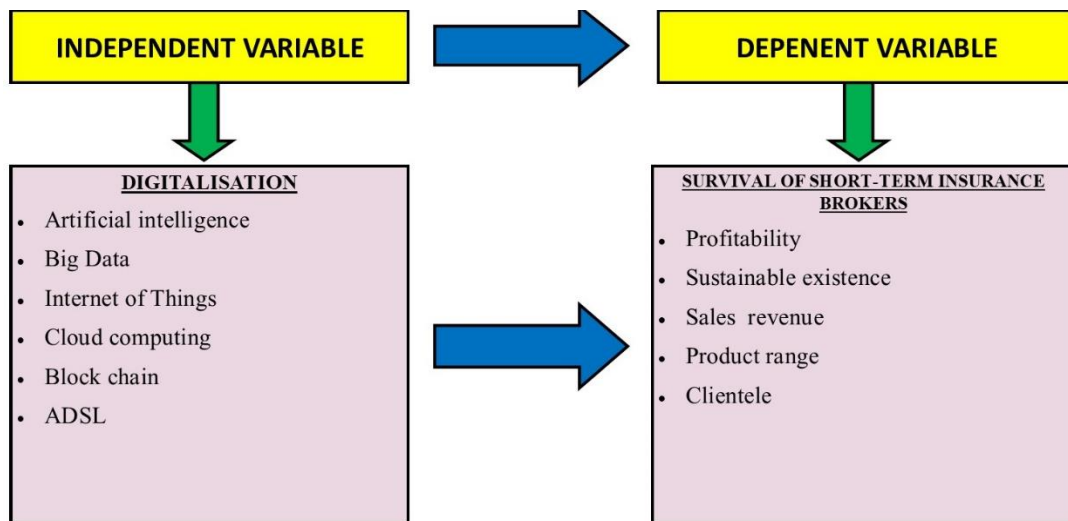 INDEPENDENT VARIABLE
DEPENENT VARIABLE
DIGITALISATION
Artificial intelligence
Big Data
Internet of Things
Cloud computing
Block chain
ADSL
SURVIVAL OF SHORT-TERM INSURANCE
BROKERS
Profitability
Sustainable existence
Sales revenue
Product range
Clientele